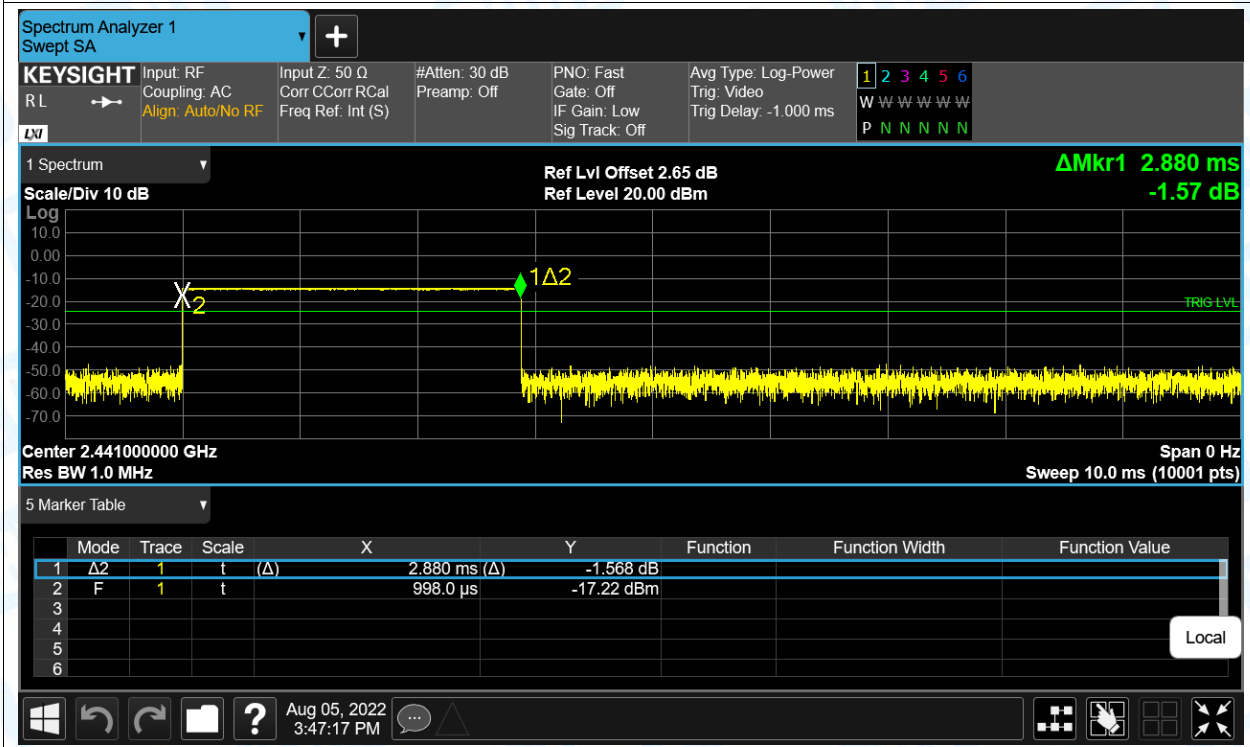 Spectrum Analyzer 1
Swept SA
+
KEYSIGHT Input: RF Input Z: 50 Ω #Atten: 30 dB PNO: Fast Avg Type: Log-Power 1 2 3 4 5 6
RL Coupling: AC Corr CCorr RCal Preamp: Off Gate: Off Trig: Video W W W W W W
Align: Auto/No RF Freq Ref: Int (S) IF Gain: Low Trig Delay: -1.000 ms
LXI Sig Track: Off P N N N N N
1 Spectrum Ref Lvl Offset 2.65 dB ΔMkr1 2.880 ms
Scale/Div 10 dB Ref Level 20.00 dBm -1.57 dB
Log
10.0
0.00
-10.0 1Δ2
-20.0 2 TRIG LVL
-30.0
-40.0
-50.0
-60.0
-70.0
Center 2.441000000 GHz Span 0 Hz
Res BW 1.0 MHz Sweep 10.0 ms (10001 pts)
5 Marker Table
Mode Trace Scale X Y Function Function Width Function Value
1 Δ2 1 t (Δ) 2.880 ms (Δ) -1.568 dB
2 F 1 t 998.0 µs -17.22 dBm
3
4
5
6
Local
? Aug 05, 2022
3:47:17 PM